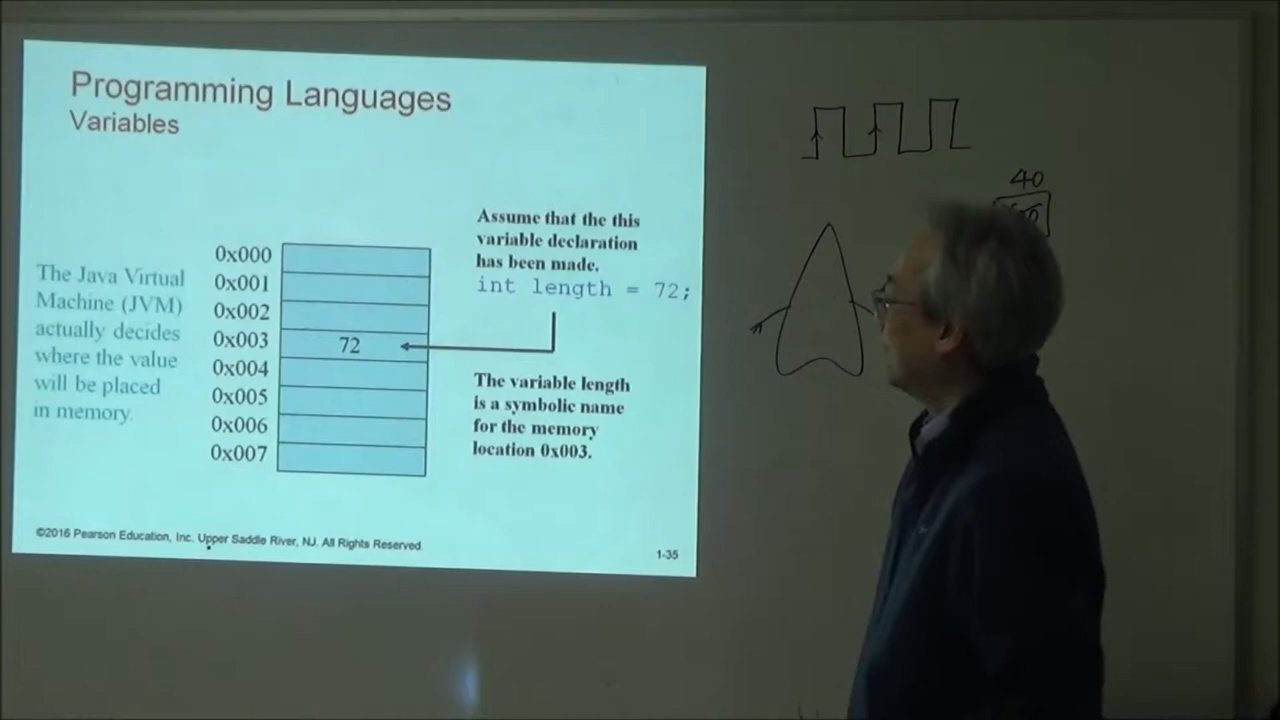 Programming Languages
Variables
Assume that the this
variable declaration
has been made.
int length = 72;
The Java Virtual
Machine (JVM)
actually decides
where the value
will be placed
in memory.
0x000
0x001
0x002
0x003
72
0x004
0x005
0x006
0x007
The variable length
is a symbolic name
for the memory
location 0x003.
©2016 Pearson Education, Inc. Upper Saddle River, NJ. All Rights Reserved
1-35
40